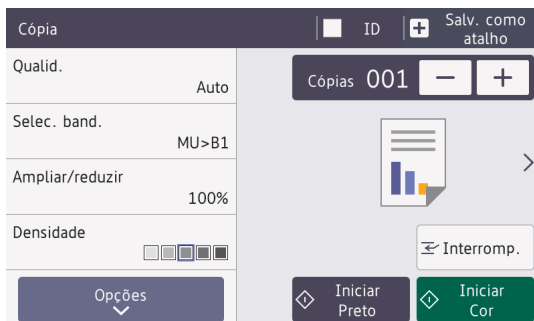 Cópia
ID
Salv. como
atalho
Qualid.
Auto
Selec. band.
MU>B1
Ampliar/reduzir
100%
Densidade
Opções
Cópias 001
Interromp.
Iniciar
Preto
Iniciar
Cor